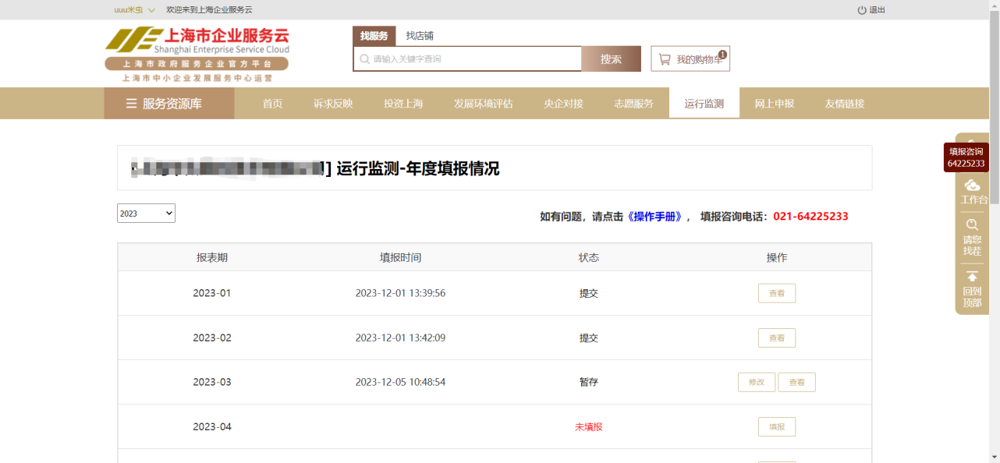 uuu米虫 欢迎来到上海企业服务云 退出
上海市企业服务云
Shanghai Enterprise Service Cloud
上海市政府服务企业官方平台
上海市中小企业发展服务中心运营
找服务 找店铺
请输入关键字查询 搜索 我的购物车 1
服务资源库 首页 诉求反映 投资上海 发展环境评估 央企对接 志愿服务 运行监测 网上申报 友情链接
填报咨询
64225233
工作台
请您
找茬
回到
顶部
] 运行监测-年度填报情况
2023 如有问题，请点击《操作手册》， 填报咨询电话：021-64225233
报表期 填报时间 状态 操作
2023-01 2023-12-01 13:39:56 提交 查看
2023-02 2023-12-01 13:42:09 提交 查看
2023-03 2023-12-05 10:48:54 暂存 修改 查看
2023-04 未填报 填报